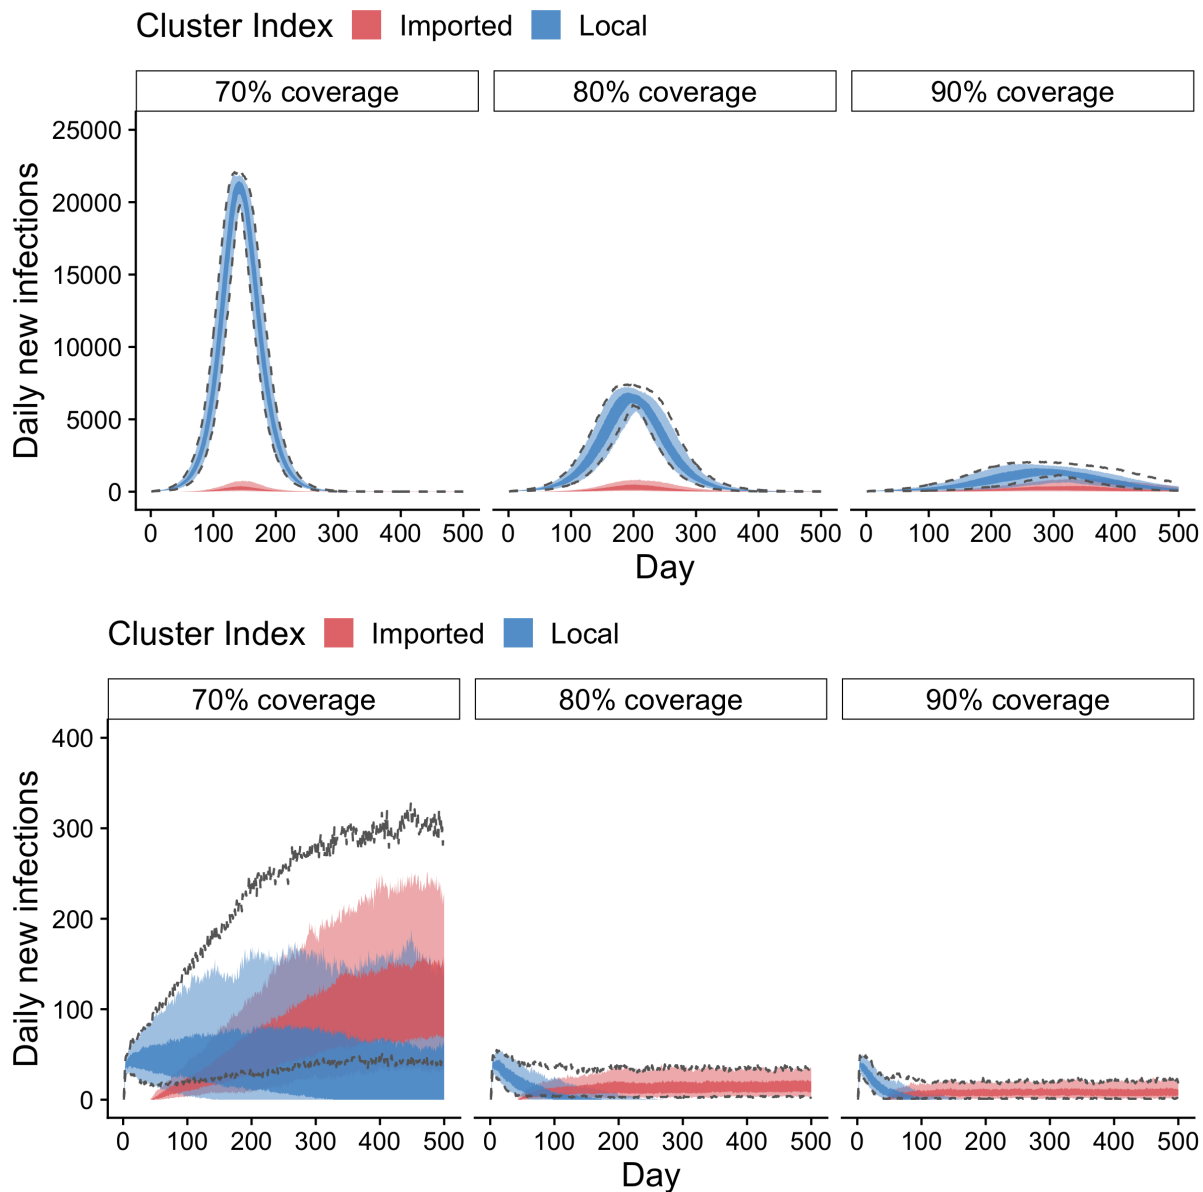 Cluster Index Imported Local
70% coverage 80% coverage 90% coverage
Daily new infections
25000
20000
15000
10000
5000
0
0 100 200 300 400 500 0 100 200 300 400 500 0 100 200 300 400 500
Day
Cluster Index Imported Local
70% coverage 80% coverage 90% coverage
Daily new infections
400
300
200
100
0
0 100 200 300 400 500 0 100 200 300 400 500 0 100 200 300 400 500
Day